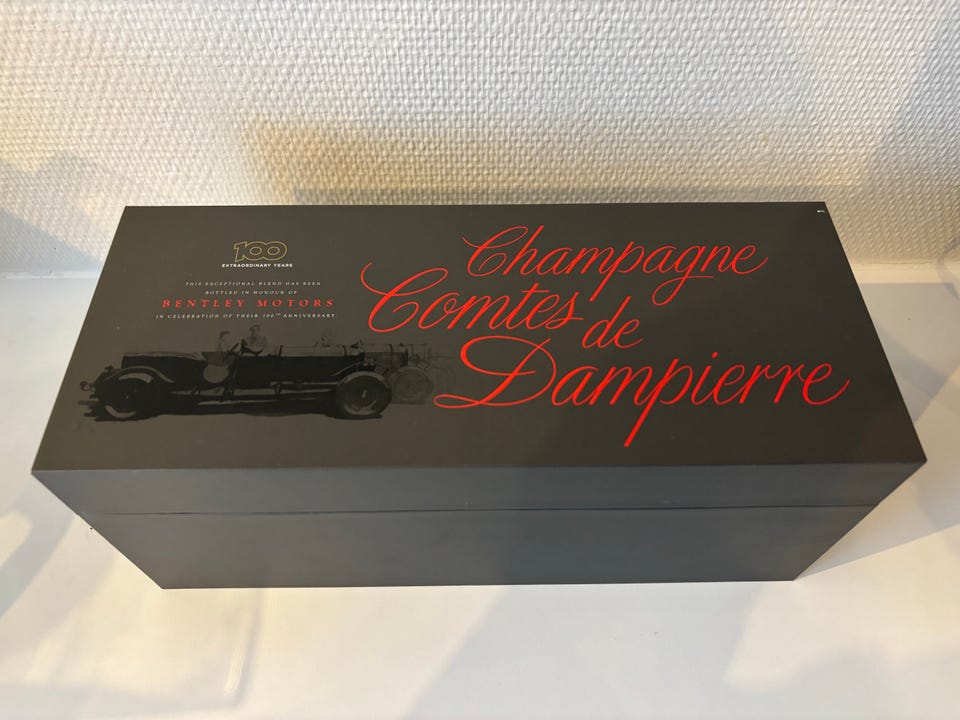 100
EXTRAORDINARY YEARS
THIS EXCEPTIONAL BLEND HAS BEEN
BOTTLED IN HONOUR OF
BENTLEY MOTORS
IN CELEBRATION OF THEIR 100TH ANNIVERSARY
Champagne
Comtes
de
Dampierre